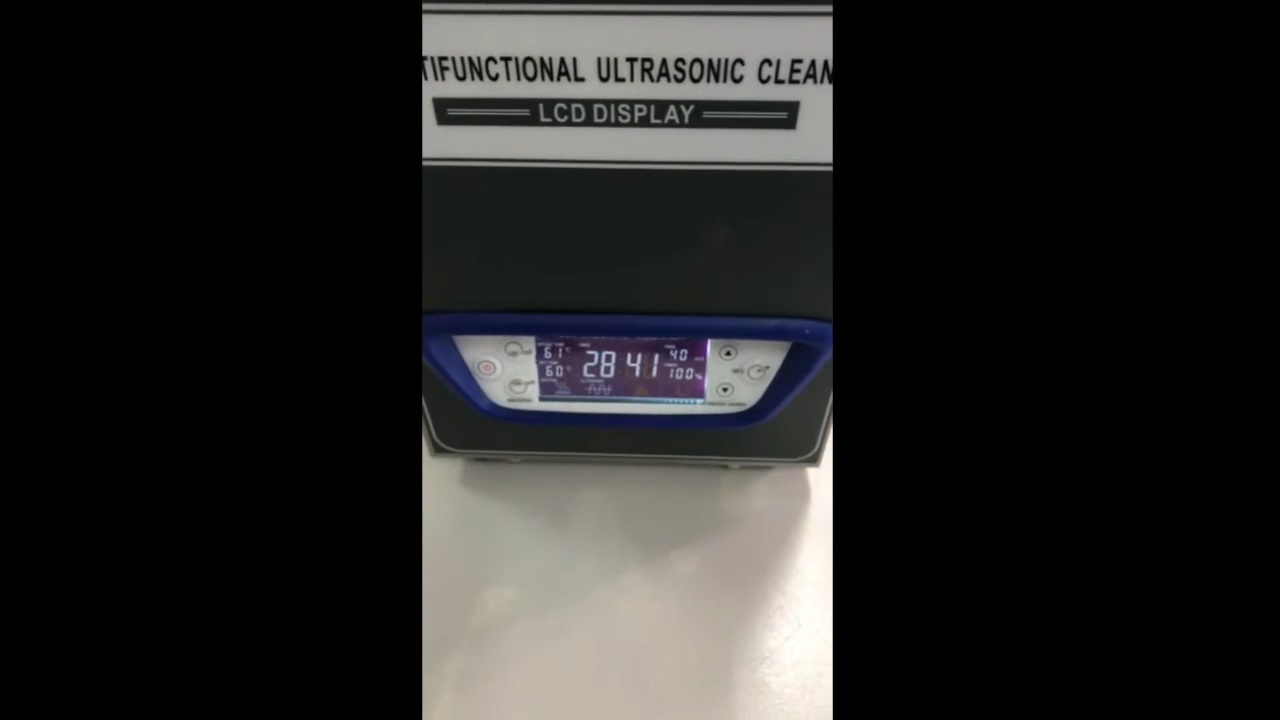 TIFUNCTIONAL ULTRASONIC CLEAN
LCD DISPLAY
61 °C 28 41 40
60 °C 100 %